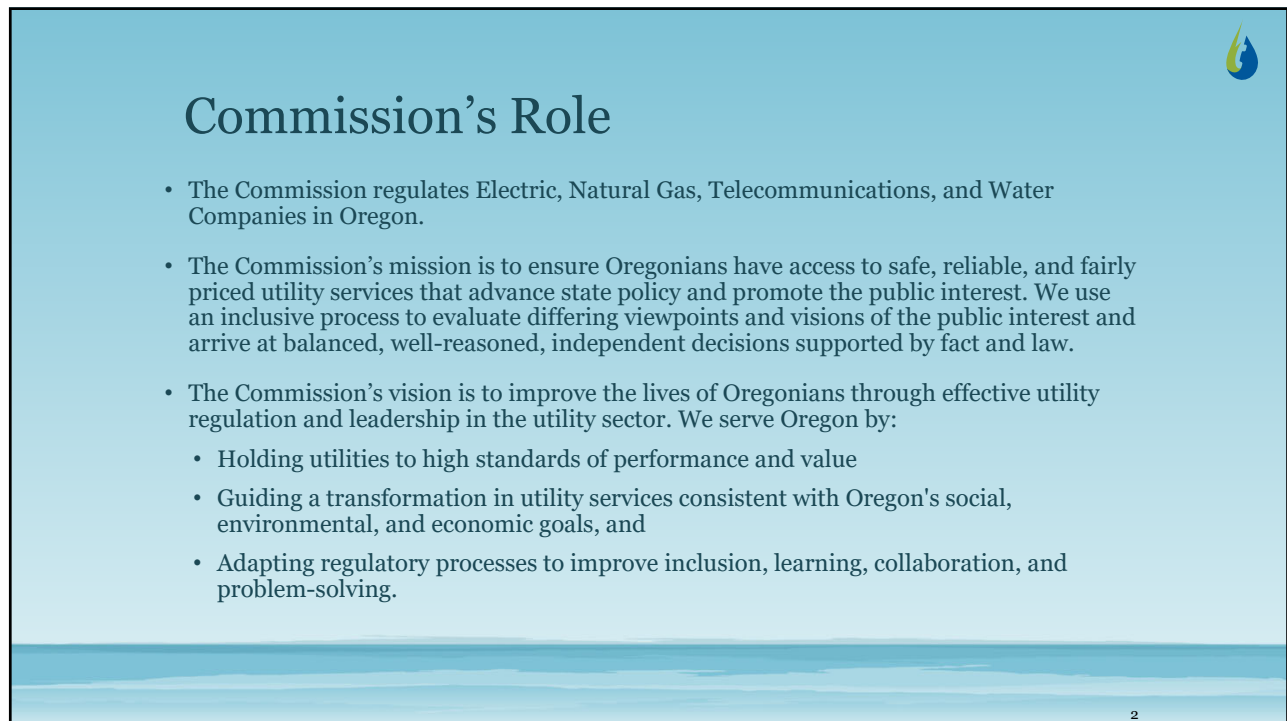 Commission’s Role
• The Commission regulates Electric, Natural Gas, Telecommunications, and Water
Companies in Oregon.
• The Commission’s mission is to ensure Oregonians have access to safe, reliable, and fairly
priced utility services that advance state policy and promote the public interest. We use
an inclusive process to evaluate differing viewpoints and visions of the public interest and
arrive at balanced, well-reasoned, independent decisions supported by fact and law.
• The Commission’s vision is to improve the lives of Oregonians through effective utility
regulation and leadership in the utility sector. We serve Oregon by:
• Holding utilities to high standards of performance and value
• Guiding a transformation in utility services consistent with Oregon's social,
environmental, and economic goals, and
• Adapting regulatory processes to improve inclusion, learning, collaboration, and
problem-solving.
2